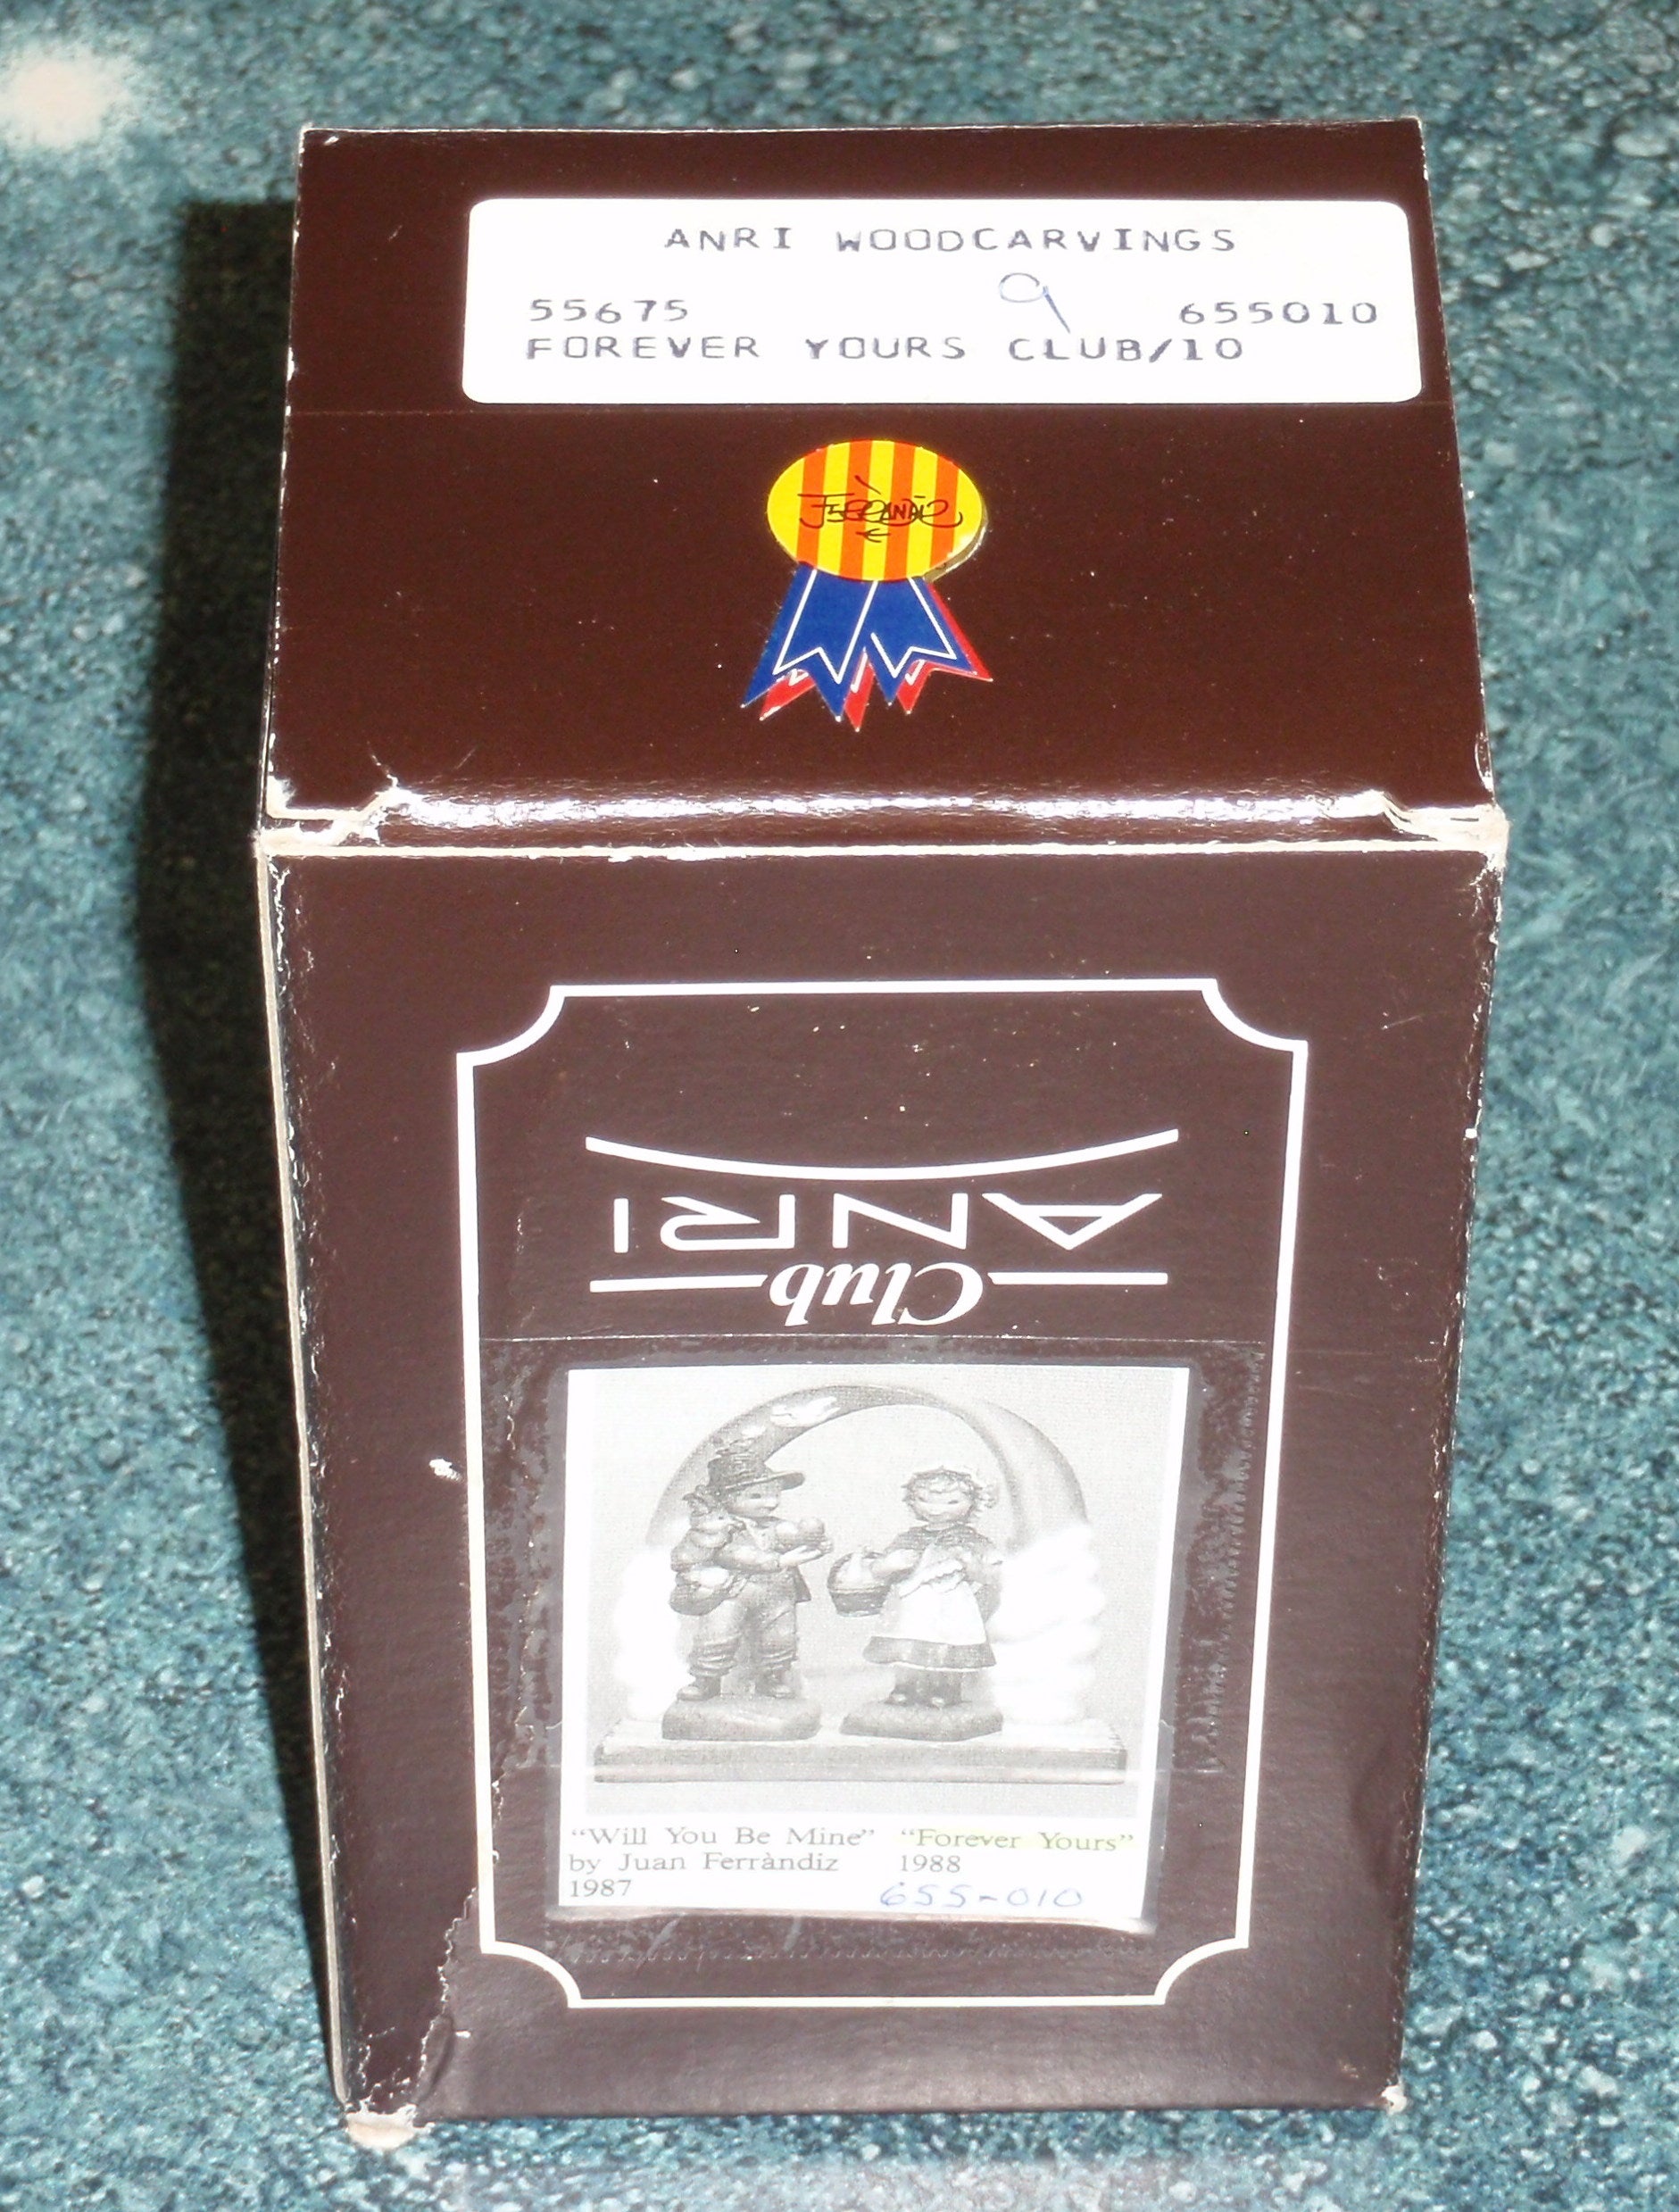 ANRI WOODCARVINGS
9
55675 655010
FOREVER YOURS CLUB/10
Ferràndiz
ANRI
Club
"Will You Be Mine" "Forever Yours"
by Juan Ferràndiz 1988
1987 655-010